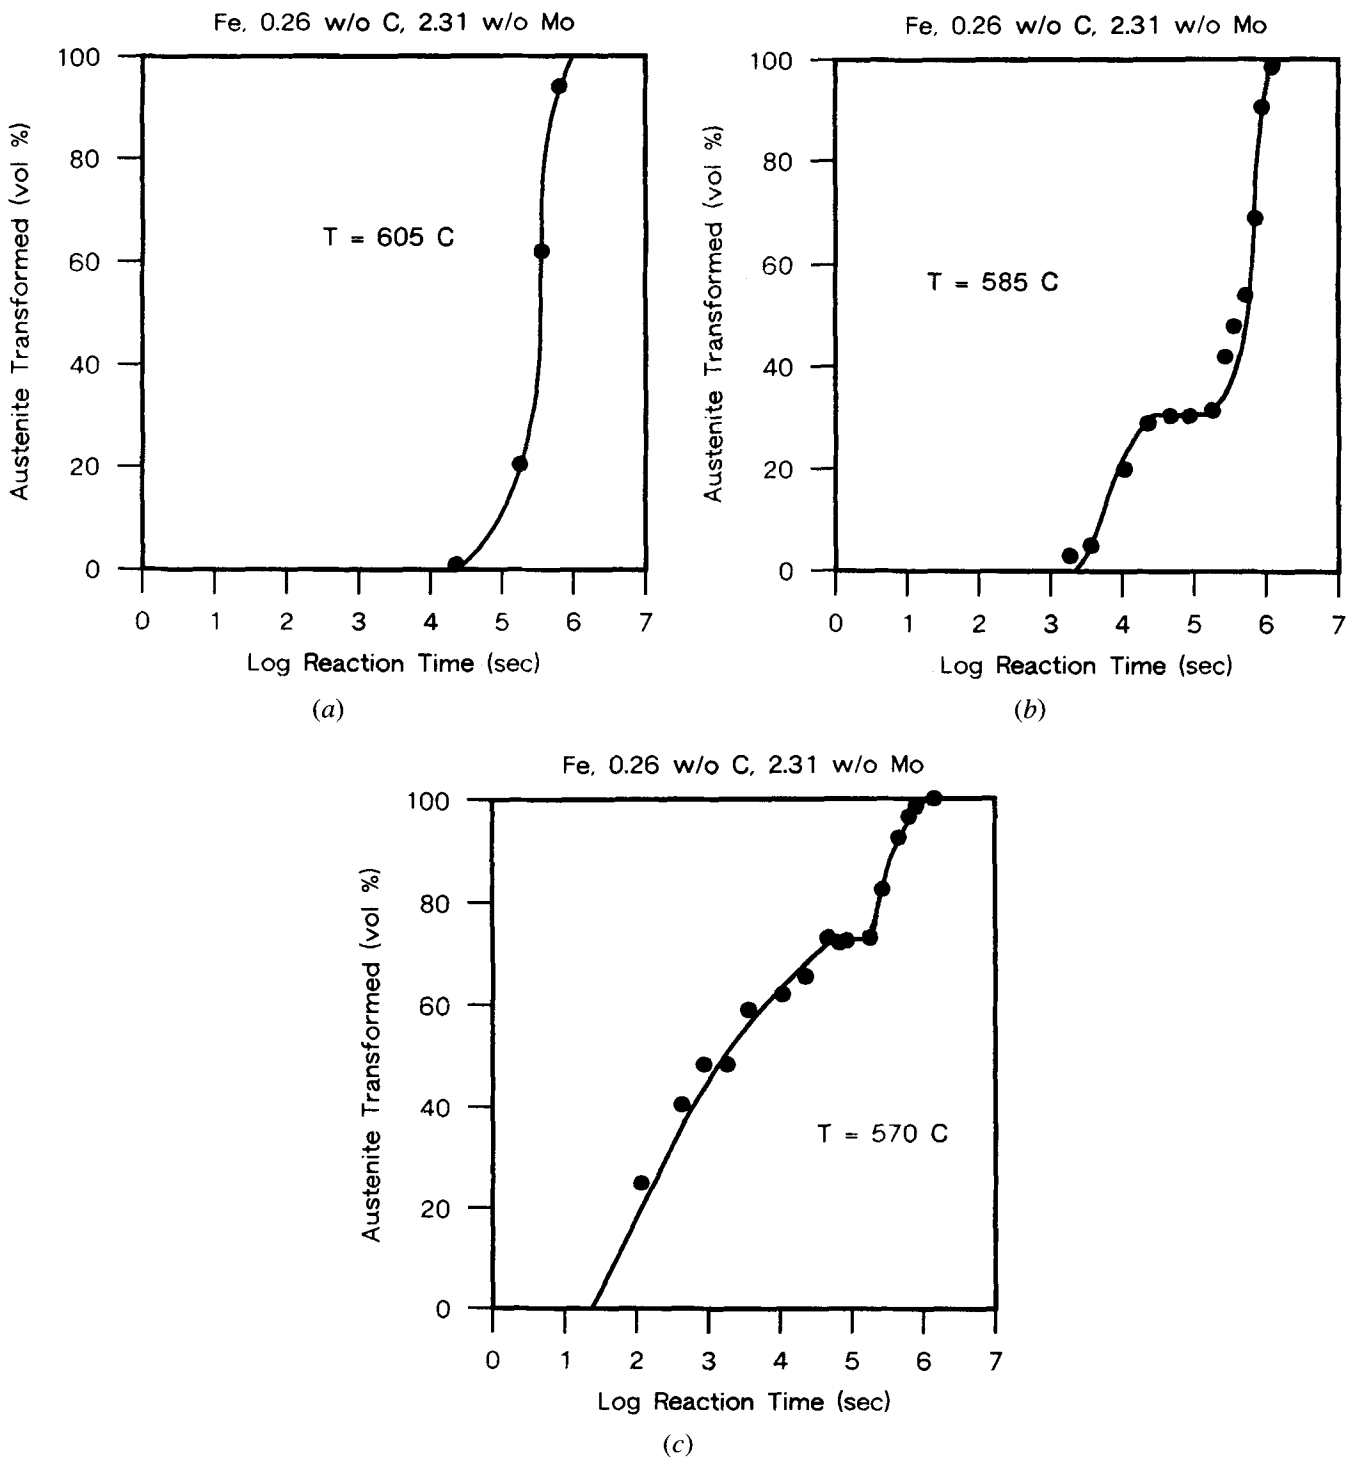 Fe, 0.26 w/o C, 2.31 w/o Mo
Austenite Transformed (vol %)
100
80
60
40
20
0
T = 605 C
0 1 2 3 4 5 6 7
Log Reaction Time (sec)
(a)
Fe, 0.26 w/o C, 2.31 w/o Mo
Austenite Transformed (vol %)
100
80
60
40
20
0
T = 585 C
0 1 2 3 4 5 6 7
Log Reaction Time (sec)
(b)
Fe, 0.26 w/o C, 2.31 w/o Mo
Austenite Transformed (vol %)
100
80
60
40
20
0
T = 570 C
0 1 2 3 4 5 6 7
Log Reaction Time (sec)
(c)